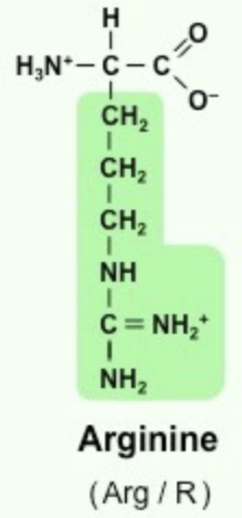 H
H₃N⁺–C–C
O
O⁻
CH₂
CH₂
CH₂
NH
C=NH₂⁺
NH₂
Arginine
(Arg / R)